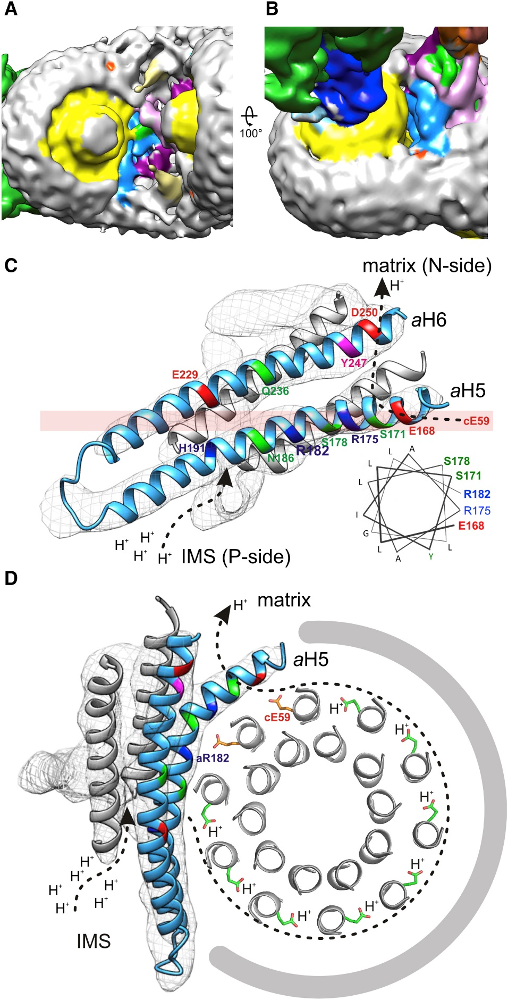 A
B
100°
C
matrix (N-side)
H+
D250
aH6
Y247
E229
Q236
aH5
cE59
E168
S171
R175
S178
R182
H191
N186
A
L
L
S178
S171
L
R182
R175
I
E168
G
L
L
A
Y
H+
H+
H+
H+
IMS (P-side)
D
H+ matrix
aH5
cE59
H+
H+
aR182
H+
H+
H+
H+
H+
H+
H+
H+
H+
H+
H+
H+
IMS